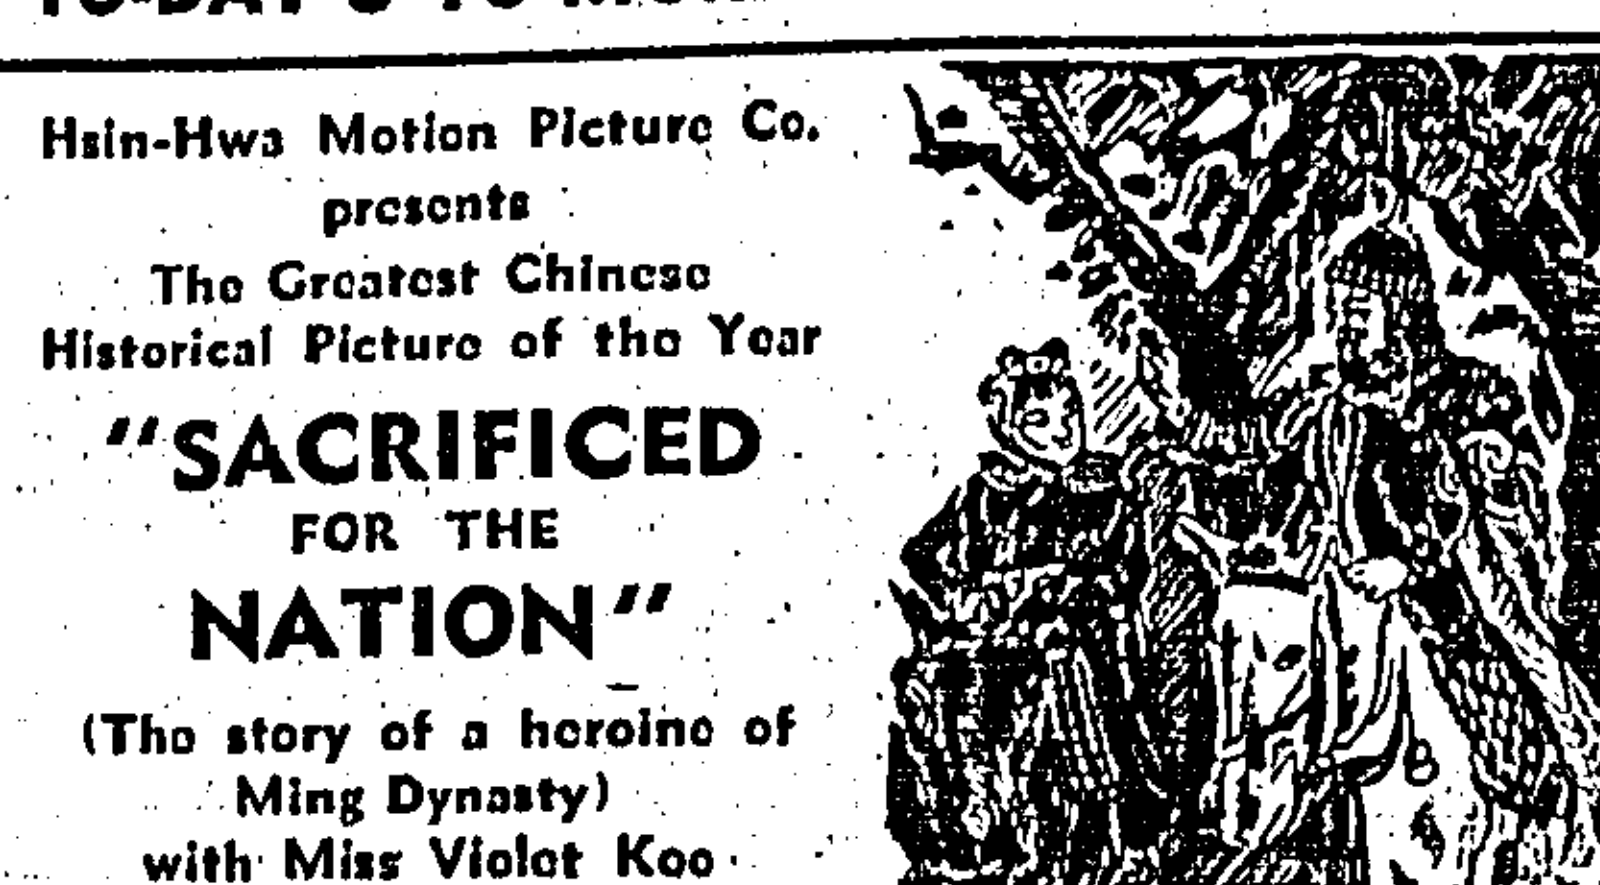 Hsin-Hwa Motion Picture Co.
presents
The Greatest Chinese
Historical Picture of the Year
"SACRIFICED
FOR THE
NATION"
(The story of a heroine of
Ming Dynasty)
with Miss Violet Koo